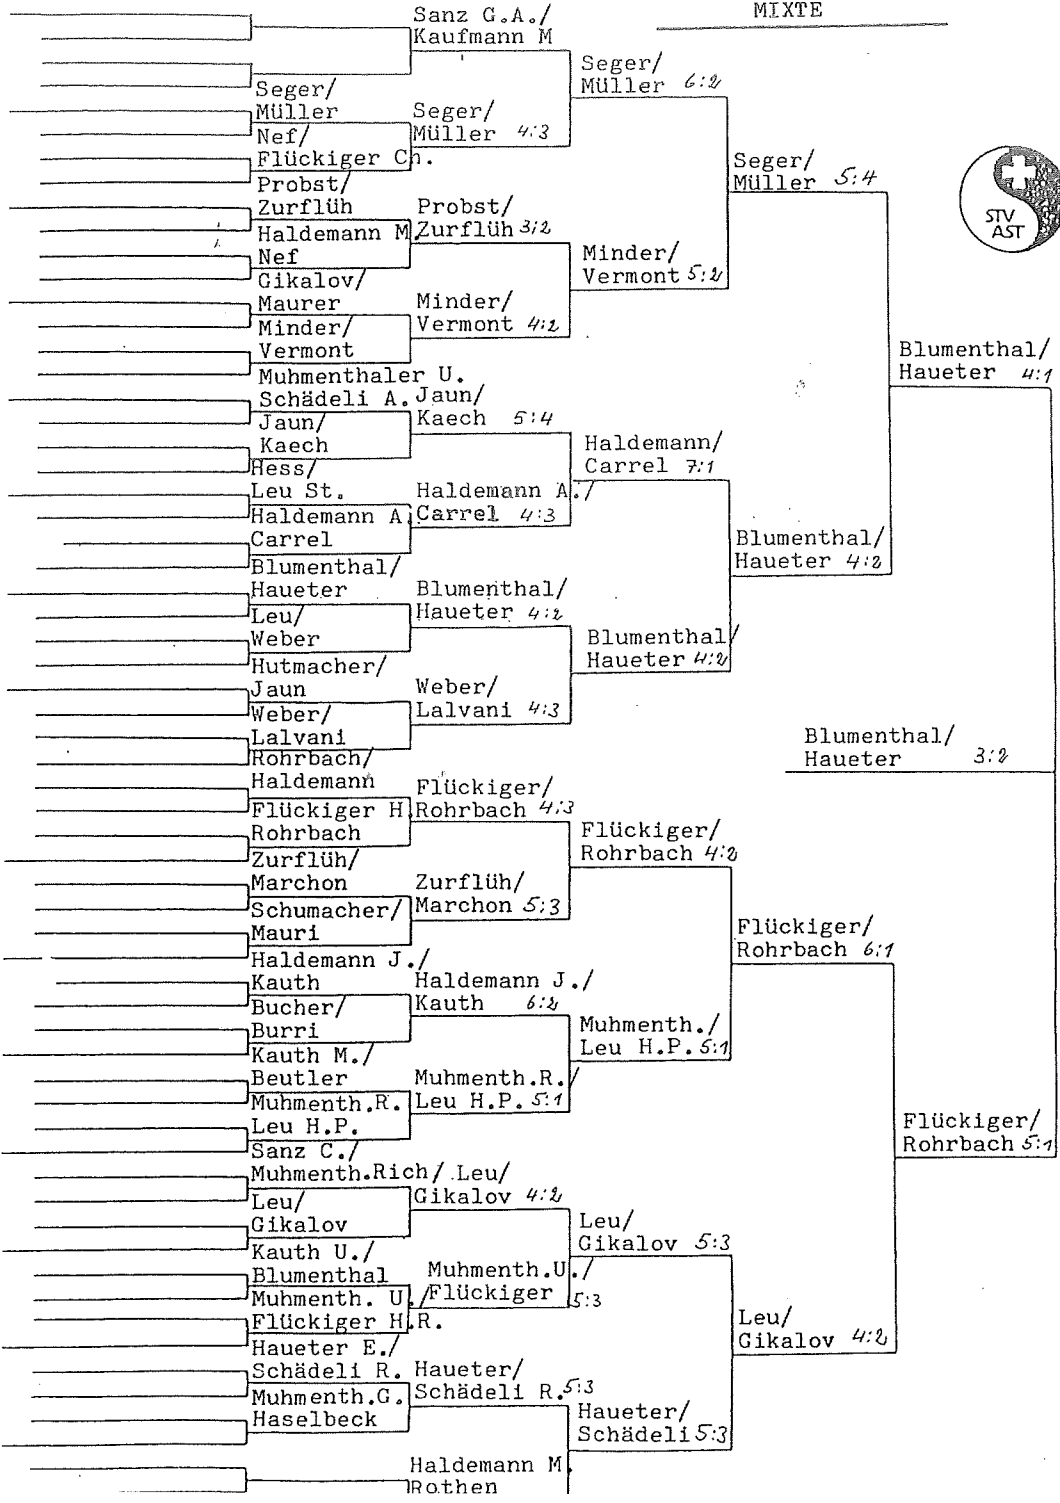 MIXTE
STV
AST
Seger/
Müller
Nef/
Flückiger Ch.
Probst/
Zurflüh
Haldemann M.
Nef
Gikalov/
Maurer
Minder/
Vermont
Muhmenthaler U.
Schädeli A.
Jaun/
Kaech
Hess/
Leu St.
Haldemann A.
Carrel
Blumenthal/
Haueter
Leu/
Weber
Hutmacher/
Jaun
Weber/
Lalvani
Rohrbach/
Haldemann
Flückiger H.
Rohrbach
Zurflüh/
Marchon
Schumacher/
Mauri
Haldemann J./
Kauth
Bucher/
Burri
Kauth M./
Beutler
Muhmenth.R.
Leu H.P.
Sanz C./
Muhmenth.Rich/
Leu/
Gikalov
Kauth U./
Blumenthal
Muhmenth. U./
Flückiger H.R.
Haueter E./
Schädeli R.
Muhmenth.G.
Haselbeck
Sanz G.A./
Kaufmann M
Seger/
Müller 4:3
Probst/
Zurflüh 3:2
Minder/
Vermont 4:2
Jaun/
Kaech 5:4
Haldemann A./
Carrel 4:3
Blumenthal/
Haueter 4:2
Weber/
Lalvani 4:3
Flückiger/
Rohrbach 4:3
Zurflüh/
Marchon 5:3
Haldemann J./
Kauth 6:2
Muhmenth.R./
Leu H.P. 5:1
Leu/
Gikalov 4:2
Muhmenth.U./
Flückiger 5:3
Haueter/
Schädeli R. 5:3
Haldemann M.
Rothen
Seger/
Müller 6:2
Minder/
Vermont 5:2
Haldemann/
Carrel 7:1
Blumenthal/
Haueter 4:2
Flückiger/
Rohrbach 4:2
Muhmenth./
Leu H.P. 5:1
Leu/
Gikalov 5:3
Haueter/
Schädeli 5:3
Seger/
Müller 5:4
Blumenthal/
Haueter 4:2
Flückiger/
Rohrbach 6:1
Leu/
Gikalov 4:2
Blumenthal/
Haueter 4:1
Flückiger/
Rohrbach 5:1
Blumenthal/
Haueter 3:2